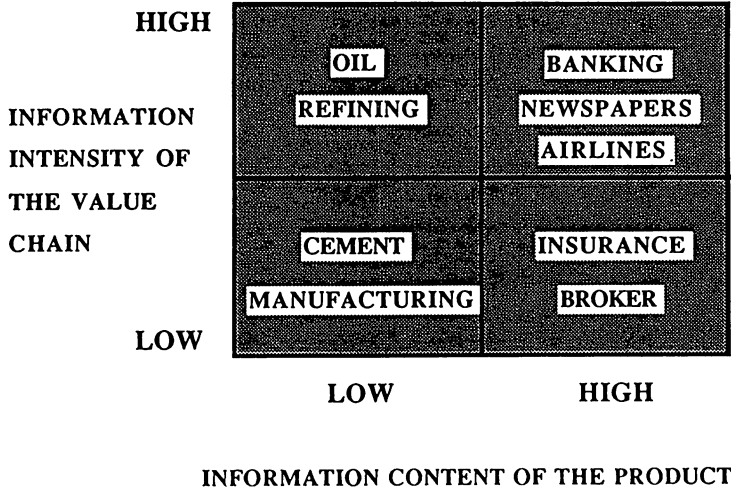 HIGH
OIL
REFINING
BANKING
NEWSPAPERS
AIRLINES
INFORMATION
INTENSITY OF
THE VALUE
CHAIN
CEMENT
MANUFACTURING
INSURANCE
BROKER
LOW
LOW HIGH
INFORMATION CONTENT OF THE PRODUCT